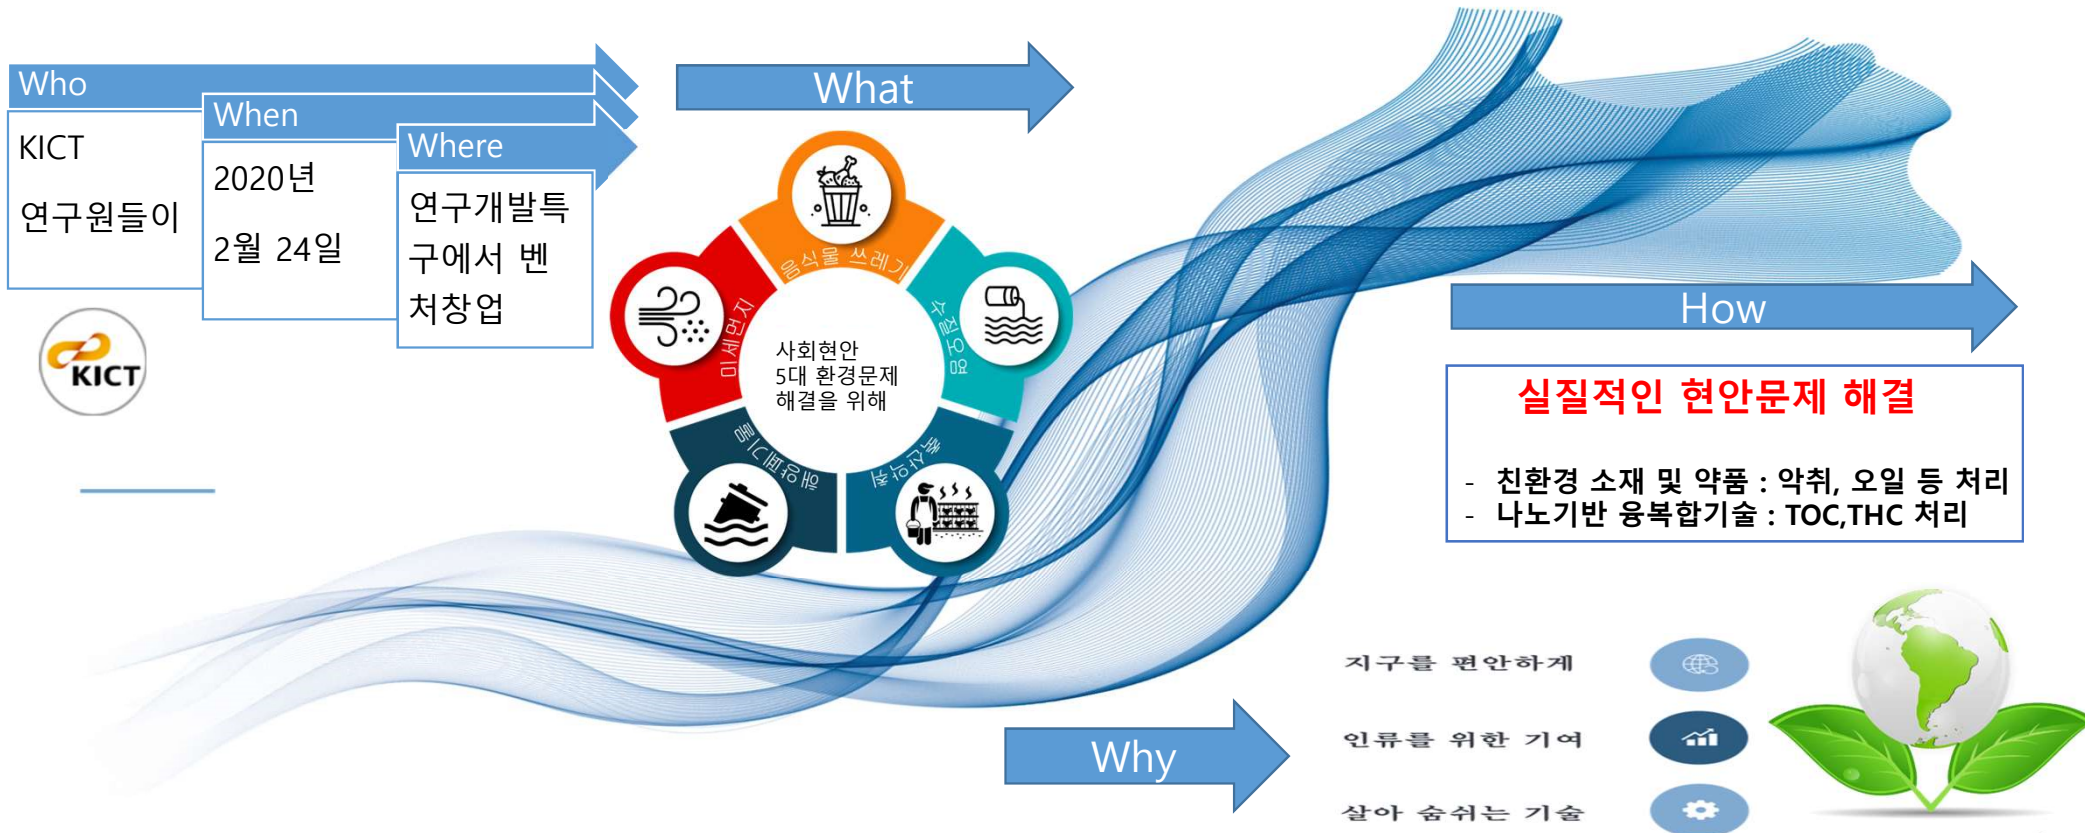 Who
KICT
연구원들이
When
2020년
2월 24일
Where
연구개발특
구에서 벤
처창업
KICT
What
음식물 쓰레기
수질오염
축산악취
해양폐기물
미세먼지
사회현안
5대 환경문제
해결을 위해
How
실질적인 현안문제 해결
- 친환경 소재 및 약품 : 악취, 오일 등 처리
- 나노기반 융복합기술 : TOC,THC 처리
Why
지구를 편안하게
인류를 위한 기여
살아 숨쉬는 기술